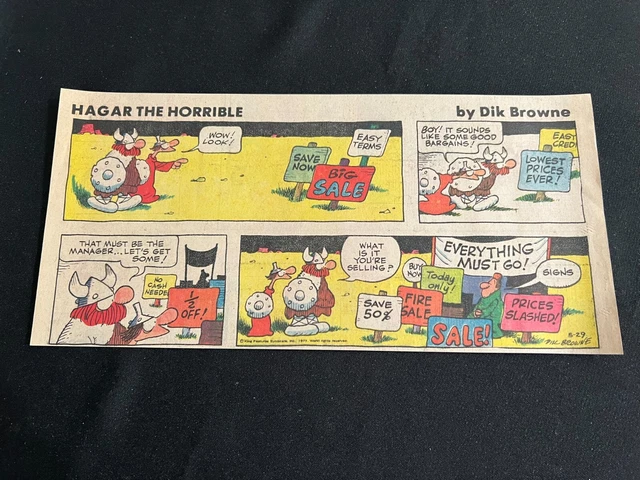 HAGAR THE HORRIBLE
by Dik Browne
WOW!
LOOK!
SAVE
NOW
EASY
TERMS
BIG
SALE
BOY! IT SOUNDS
LIKE SOME GOOD
BARGAINS!
EASY
CRED
LOWEST
PRICES
EVER!
THAT MUST BE THE
MANAGER...LET'S GET
SOME!
NO
CASH
NEEDE
1/2
OFF!
WHAT
IS IT
YOU'RE
SELLING?
BUY
NOW
Today
only!
EVERYTHING
MUST GO!
SIGNS
SAVE
50%
FIRE
SALE
PRICES
SLASHED!
SALE!
5-29
DIK BROWNE